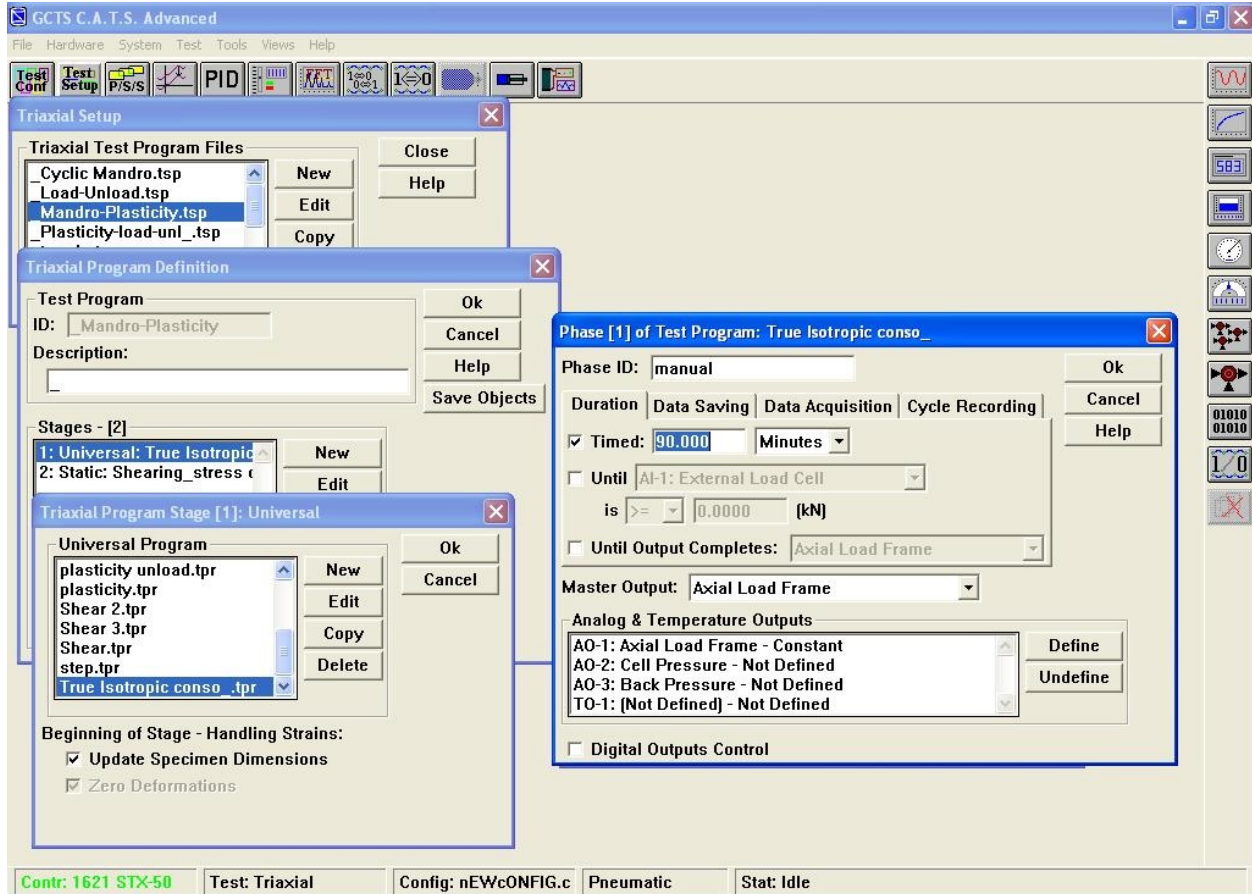 GCTS C.A.T.S. Advanced
File Hardware System Test Tools Views Help
Test Conf Test Setup P/S/S PID 1⇔0 0⇔1 1⇔0
Triaxial Setup
Triaxial Test Program Files
_Cyclic Mandro.tsp
_Load-Unload.tsp
_Mandro-Plasticity.tsp
_Plasticity-load-unl_.tsp
New
Edit
Copy
Close
Help
Triaxial Program Definition
Test Program
ID: _Mandro-Plasticity
Description:
_
Ok
Cancel
Help
Save Objects
Stages - [2]
1: Universal: True Isotropic
2: Static: Shearing_stress
New
Edit
Triaxial Program Stage [1]: Universal
Universal Program
plasticity unload.tpr
plasticity.tpr
Shear 2.tpr
Shear 3.tpr
Shear.tpr
step.tpr
True Isotropic conso_.tpr
New
Edit
Copy
Delete
Ok
Cancel
Beginning of Stage - Handling Strains:
Update Specimen Dimensions
Zero Deformations
Phase [1] of Test Program: True Isotropic conso_
Phase ID: manual
Ok
Cancel
Help
Duration Data Saving Data Acquisition Cycle Recording
Timed: 90.000 Minutes
Until AI-1: External Load Cell
is >= 0.0000 (kN)
Until Output Completes: Axial Load Frame
Master Output: Axial Load Frame
Analog & Temperature Outputs
AO-1: Axial Load Frame - Constant
AO-2: Cell Pressure - Not Defined
AO-3: Back Pressure - Not Defined
TO-1: (Not Defined) - Not Defined
Define
Undefine
Digital Outputs Control
583
01010
01010
1/0
Contr: 1621 STX-50 Test: Triaxial Config: nEWcONFIG.c Pneumatic Stat: Idle